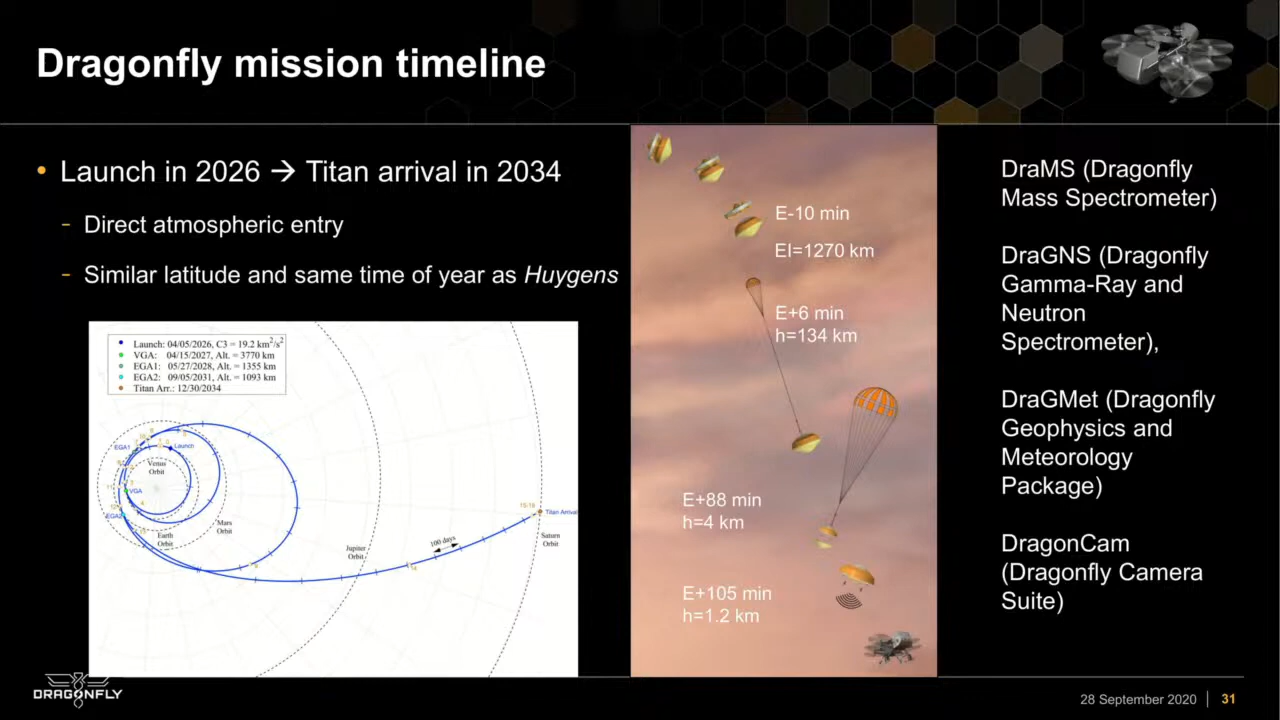 Dragonfly mission timeline
• Launch in 2026 → Titan arrival in 2034
- Direct atmospheric entry
- Similar latitude and same time of year as Huygens
Launch: 04/05/2026, C3 = 19.2 km²/s²
VGA: 04/15/2027, Alt. = 3770 km
EGA1: 05/27/2028, Alt. = 1355 km
EGA2: 09/05/2031, Alt. = 1093 km
Titan Arr.: 12/30/2034
EGA1
Launch
Venus
Orbit
VGA
EGA2
Earth
Orbit
Mars
Orbit
Jupiter
Orbit
100 days
Titan Arrival
Saturn
Orbit
E-10 min
EI=1270 km
E+6 min
h=134 km
E+88 min
h=4 km
E+105 min
h=1.2 km
DraMS (Dragonfly
Mass Spectrometer)
DraGNS (Dragonfly
Gamma-Ray and
Neutron
Spectrometer),
DraGMet (Dragonfly
Geophysics and
Meteorology
Package)
DragonCam
(Dragonfly Camera
Suite)
DRAGONFLY
28 September 2020 | 31